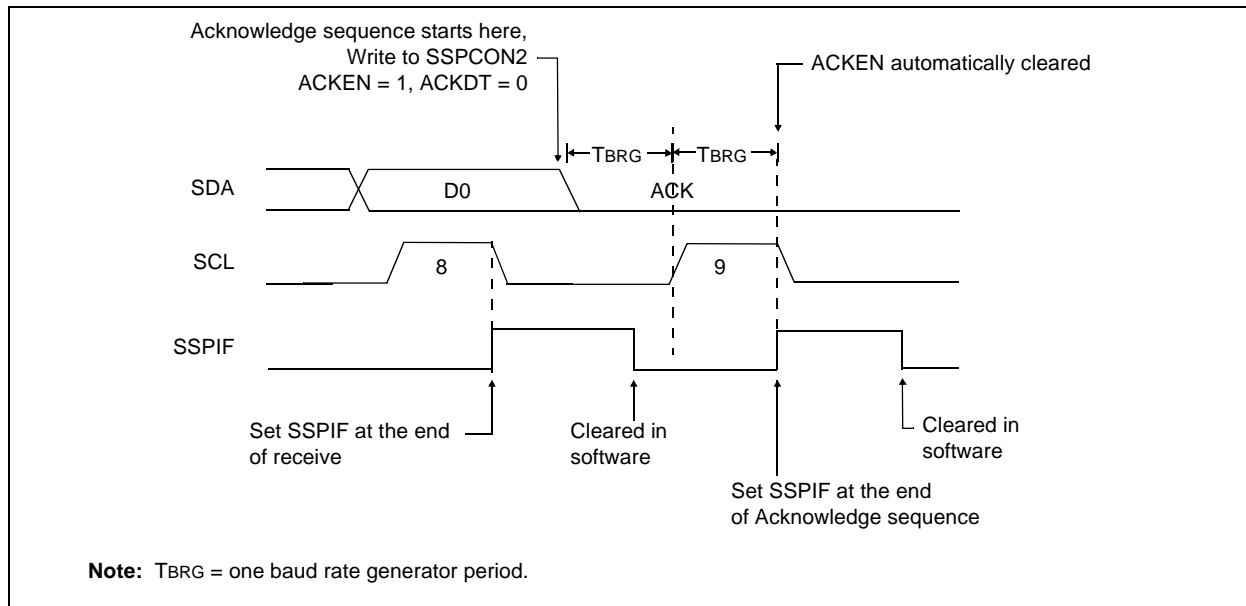 Acknowledge sequence starts here,
Write to SSPCON2
ACKEN = 1, ACKDT = 0
ACKEN automatically cleared
TBRG
TBRG
SDA
D0
ACK
SCL
8
9
SSPIF
Set SSPIF at the end
of receive
Cleared in
software
Cleared in
software
Set SSPIF at the end
of Acknowledge sequence
Note: TBRG = one baud rate generator period.